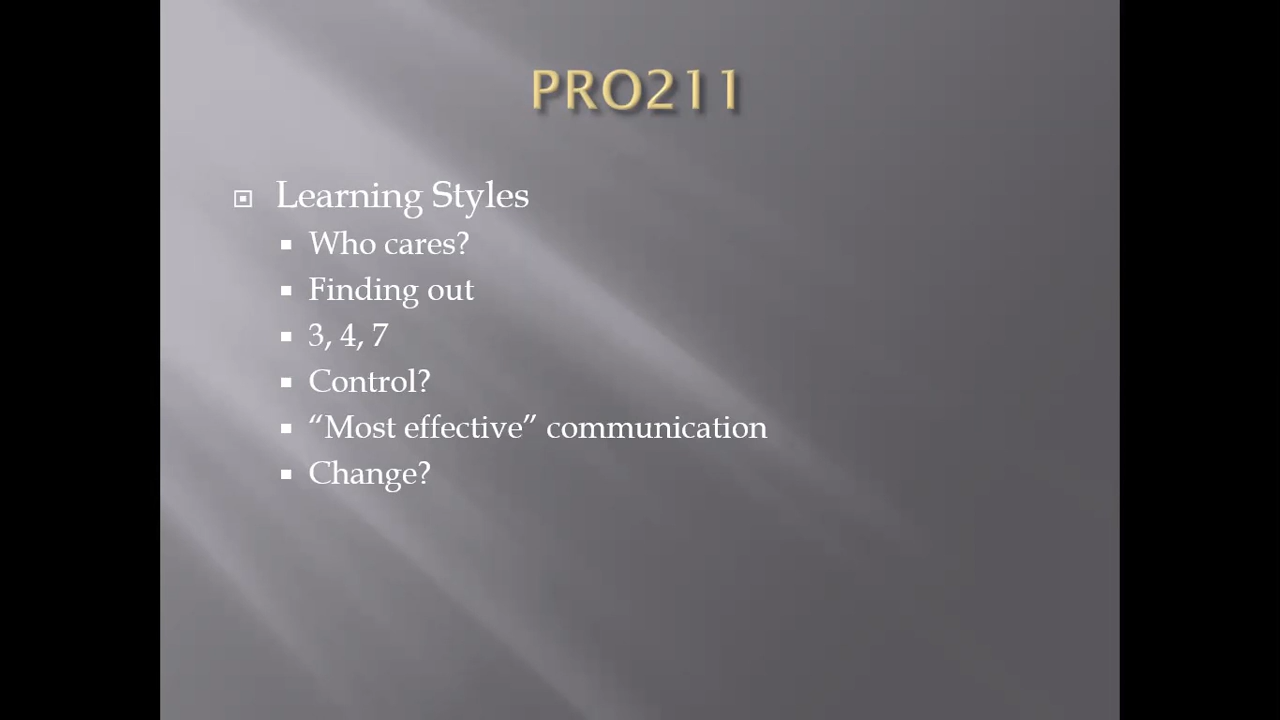 PRO211
Learning Styles
Who cares?
Finding out
3, 4, 7
Control?
“Most effective” communication
Change?